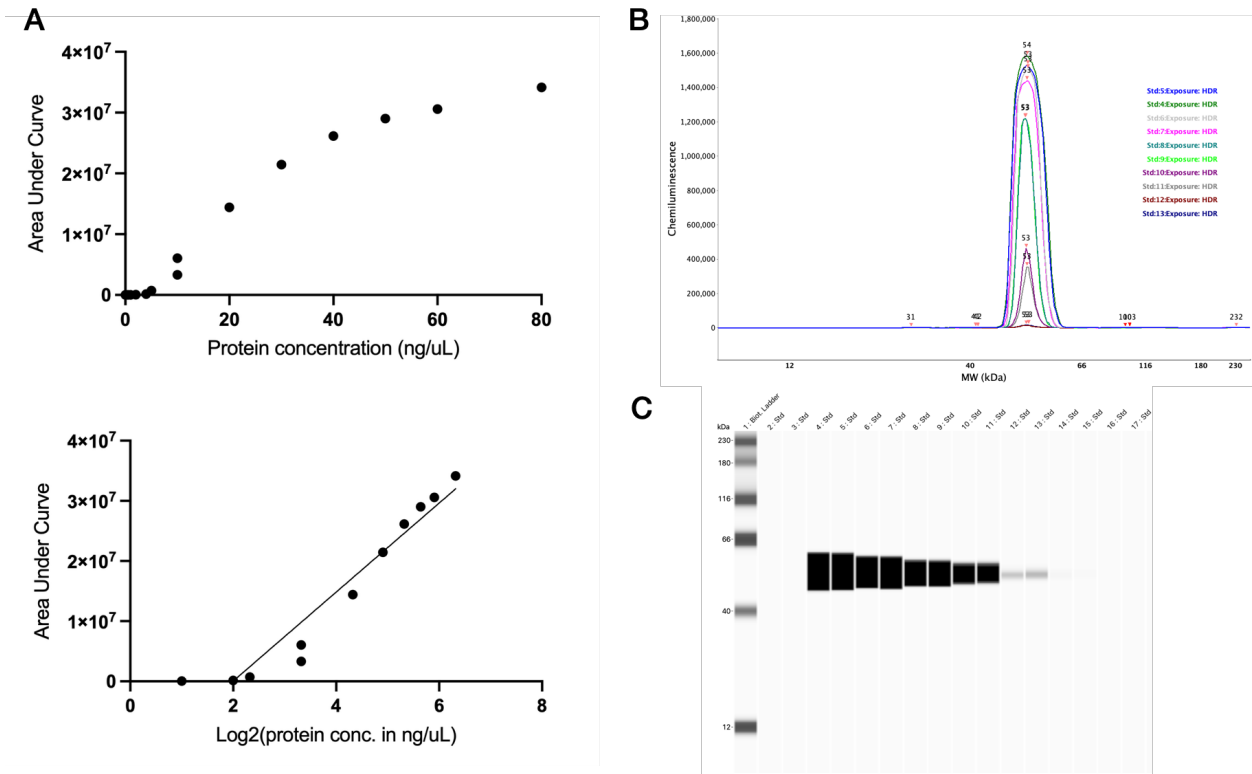 A
4×10⁷
3×10⁷
2×10⁷
1×10⁷
0
Area Under Curve
0 20 40 60 80
Protein concentration (ng/uL)
4×10⁷
3×10⁷
2×10⁷
1×10⁷
0
Area Under Curve
0 2 4 6 8
Log2(protein conc. in ng/uL)
B
1,800,000
1,600,000
1,400,000
1,200,000
1,000,000
800,000
600,000
400,000
200,000
0
Chemiluminescence
54
53
53
53
53
31
232
12 40 66 116 180 230
MW (kDa)
Std:5:Exposure: HDR
Std:4:Exposure: HDR
Std:6:Exposure: HDR
Std:7:Exposure: HDR
Std:8:Exposure: HDR
Std:9:Exposure: HDR
Std:10:Exposure: HDR
Std:11:Exposure: HDR
Std:12:Exposure: HDR
Std:13:Exposure: HDR
C
kDa
1 : Biot. Ladder
2 : Std
3 : Std
4 : Std
5 : Std
6 : Std
7 : Std
8 : Std
9 : Std
10 : Std
11 : Std
12 : Std
13 : Std
14 : Std
15 : Std
16 : Std
17 : Std
230
180
116
66
40
12